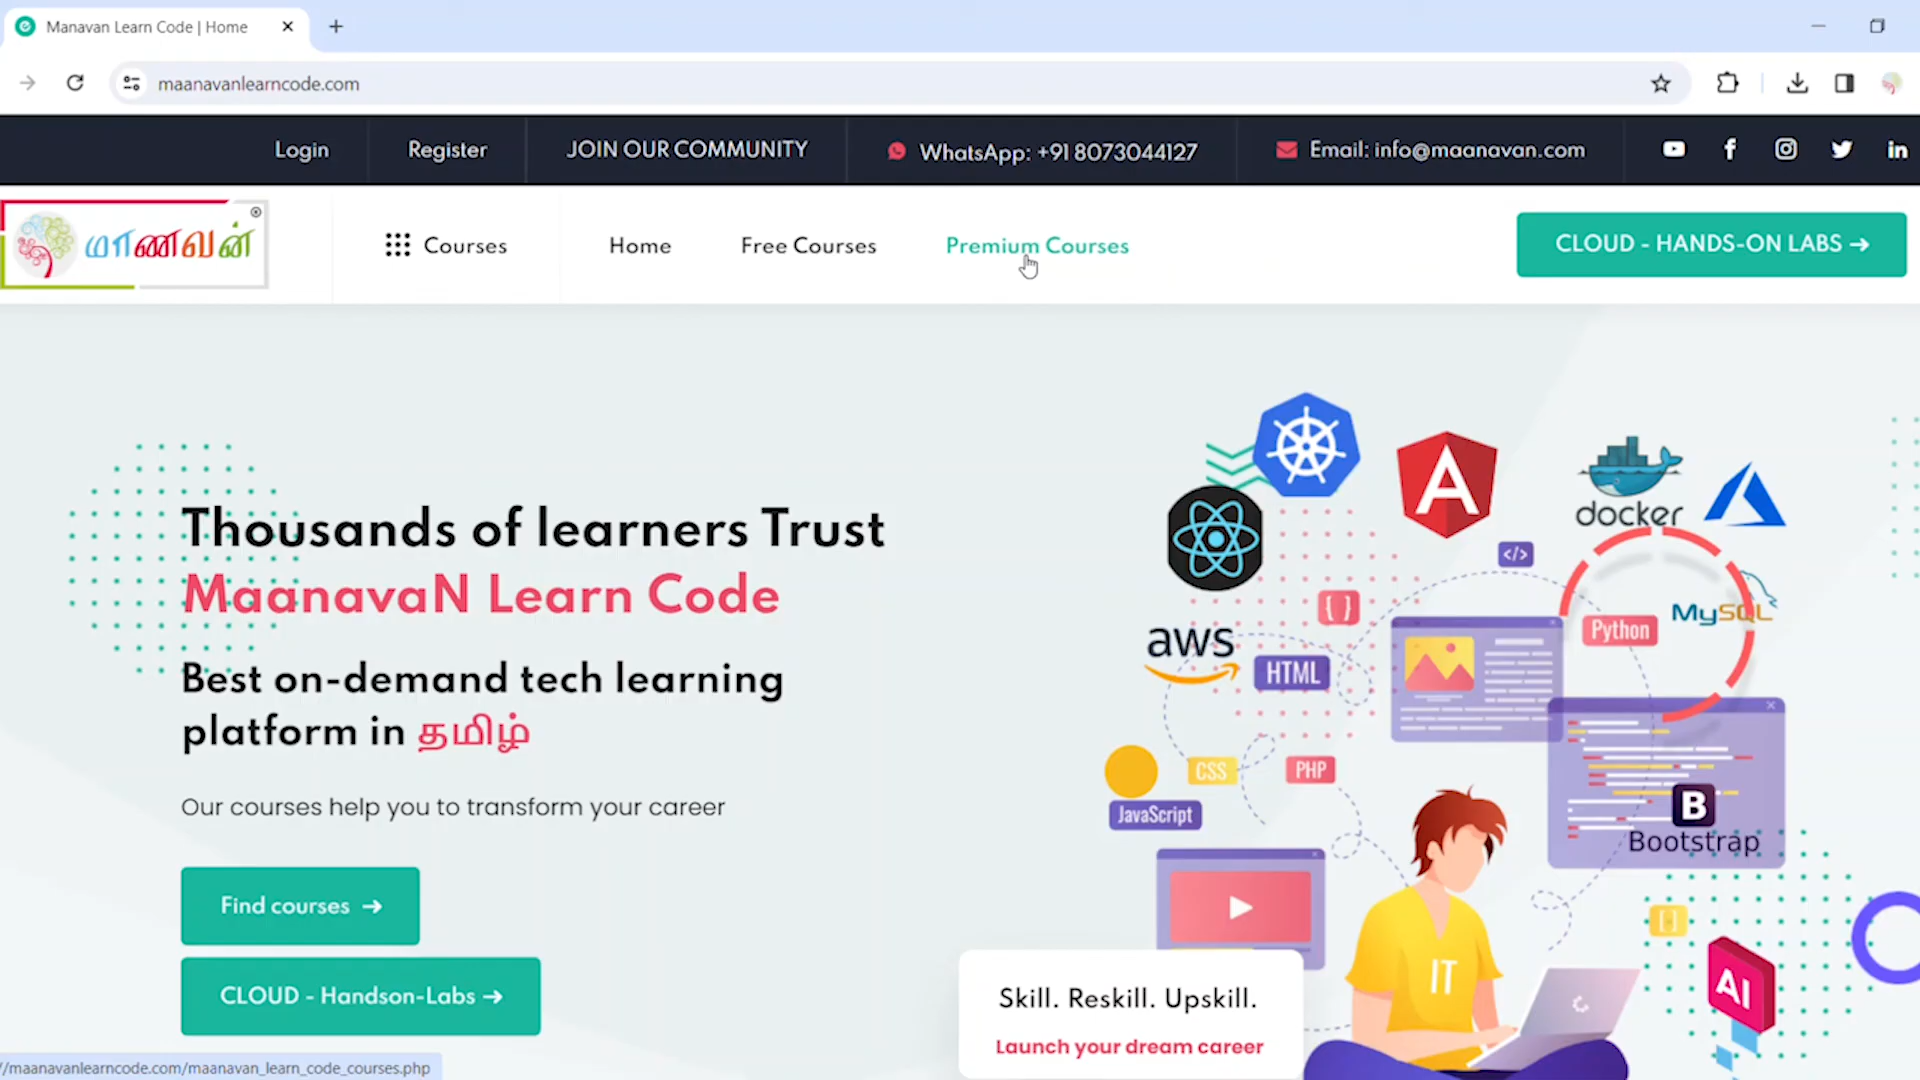 Manavan Learn Code | Home
maanavanlearncode.com
Login
Register
JOIN OUR COMMUNITY
WhatsApp: +91 8073044127
Email: info@maanavan.com
மாணவன்
Courses
Home
Free Courses
Premium Courses
CLOUD - HANDS-ON LABS →
Thousands of learners Trust
MaanavaN Learn Code
Best on-demand tech learning
platform in தமிழ்
Our courses help you to transform your career
Find courses →
CLOUD - Handson-Labs →
docker
</>
MySQL
Python
{ }
aws
HTML
CSS
PHP
JavaScript
B
Bootstrap
[ ]
IT
AI
Skill. Reskill. Upskill.
Launch your dream career
//maanavanlearncode.com/maanavan_learn_code_courses.php